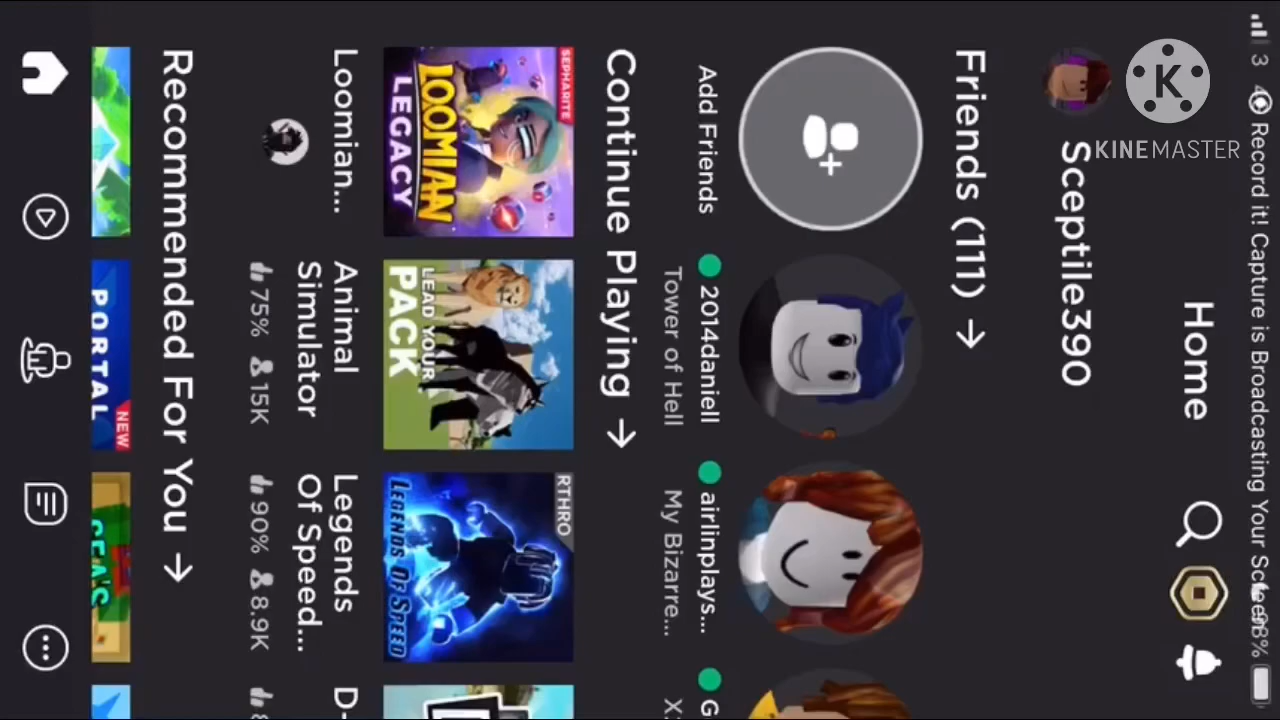 3
Record it! Capture is Broadcasting Your Screen
98%
K
KINEMASTER
Home
Sceptile390
Friends (111) →
Add Friends
2014daniell
Tower of Hell
airlinplays...
My Bizarre...
G
X
Continue Playing →
SEPHARITE
LOOMIAN
LEGACY
LEAD YOUR
PACK
RTHRO
LEGENDS OF SPEED
Loomian...
Animal
Simulator
75% 15K
Legends
Of Speed...
90% 8.9K
D-
Recommended For You →
PORTAL
NEW